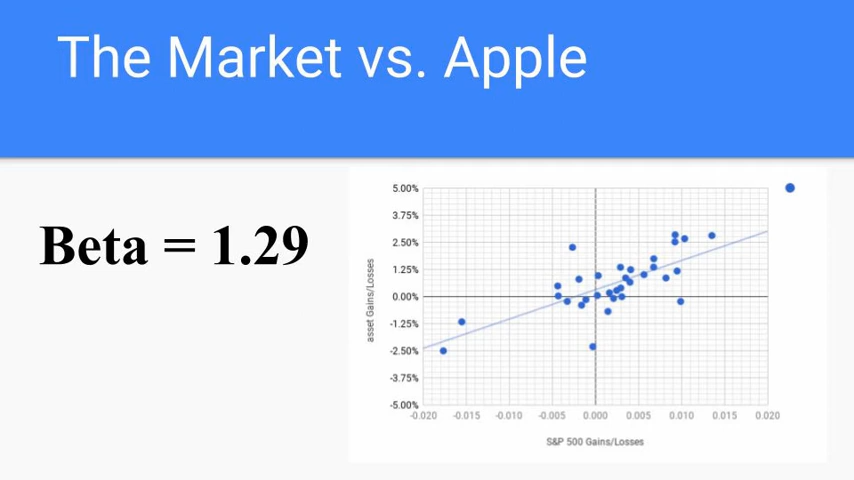 The Market vs. Apple
Beta = 1.29
5.00%
3.75%
2.50%
1.25%
0.00%
-1.25%
-2.50%
-3.75%
-5.00%
asset Gains/Losses
-0.020 -0.015 -0.010 -0.005 0.000 0.005 0.010 0.015 0.020
S&P 500 Gains/Losses